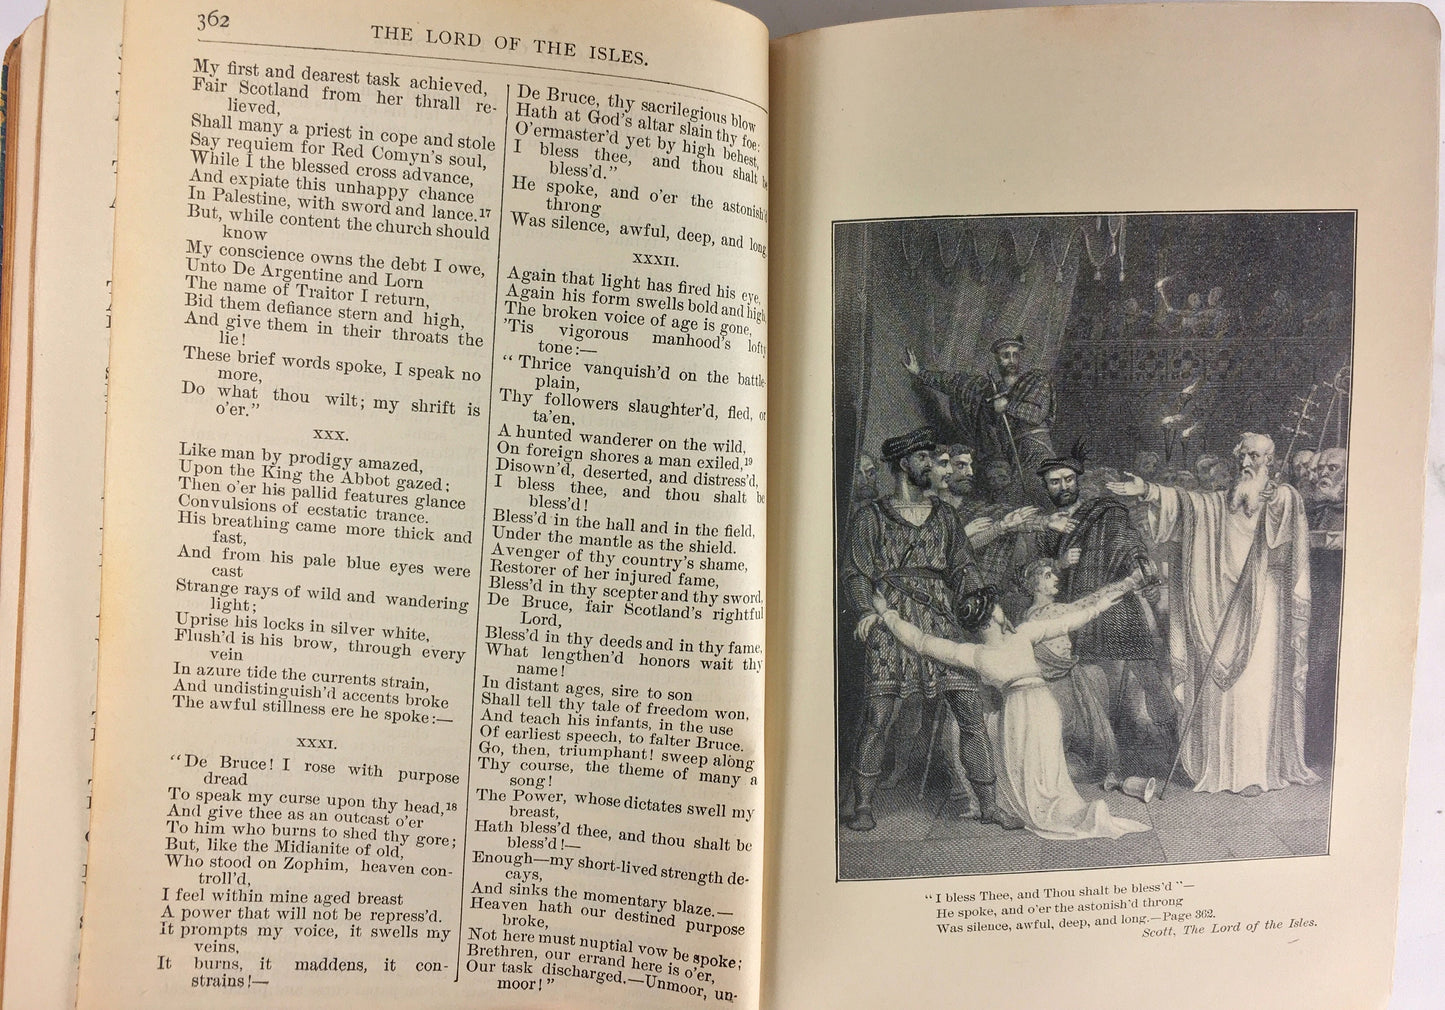 362
THE LORD OF THE ISLES.
My first and dearest task achieved,
Fair Scotland from her thrall re-
lieved,
Shall many a priest in cope and stole
Say requiem for Red Comyn's soul,
While I the blessed cross advance,
And expiate this unhappy chance
In Palestine, with sword and lance.17
But, while content the church should
know
My conscience owns the debt I owe,
Unto De Argentine and Lorn
The name of Traitor I return,
Bid them defiance stern and high,
And give them in their throats the
lie!
These brief words spoke, I speak no
more,
Do what thou wilt; my shrift is
o'er."
XXX.
Like man by prodigy amazed,
Upon the King the Abbot gazed;
Then o'er his pallid features glance
Convulsions of ecstatic trance.
His breathing came more thick and
fast,
And from his pale blue eyes were
cast
Strange rays of wild and wandering
light;
Uprise his locks in silver white,
Flush'd is his brow, through every
vein
In azure tide the currents strain,
And undistinguish'd accents broke
The awful stillness ere he spoke:—
XXXI.
"De Bruce! I rose with purpose
dread
To speak my curse upon thy head,18
And give thee as an outcast o'er
To him who burns to shed thy gore;
But, like the Midianite of old,
Who stood on Zophim, heaven con-
troll'd,
I feel within mine aged breast
A power that will not be repress'd.
It prompts my voice, it swells my
veins,
It burns, it maddens, it con-
strains!—
De Bruce, thy sacrilegious blow
Hath at God's altar slain thy foe:
O'ermaster'd yet by high behest,
I bless thee, and thou shalt be
bless'd."
He spoke, and o'er the astonish'd
throng
Was silence, awful, deep, and long.
XXXII.
Again that light has fired his eye,
Again his form swells bold and high,
The broken voice of age is gone,
'Tis vigorous manhood's lofty
tone:—
"Thrice vanquish'd on the battle-
plain,
Thy followers slaughter'd, fled, or
ta'en,
A hunted wanderer on the wild,
On foreign shores a man exiled,19
Disown'd, deserted, and distress'd,
I bless thee, and thou shalt be
bless'd!
Bless'd in the hall and in the field,
Under the mantle as the shield.
Avenger of thy country's shame,
Restorer of her injured fame,
Bless'd in thy scepter and thy sword,
De Bruce, fair Scotland's rightful
Lord,
Bless'd in thy deeds and in thy fame,
What lengthen'd honors wait thy
name!
In distant ages, sire to son
Shall tell thy tale of freedom won,
And teach his infants, in the use
Of earliest speech, to falter Bruce.
Go, then, triumphant! sweep along
Thy course, the theme of many a
song!
The Power, whose dictates swell my
breast,
Hath bless'd thee, and thou shalt be
bless'd!—
Enough—my short-lived strength de-
cays,
And sinks the momentary blaze.—
Heaven hath our destined purpose
broke,
Not here must nuptial vow be spoke;
Brethren, our errand here is o'er,
Our task discharged.—Unmoor, un-
moor!"
"I bless Thee, and Thou shalt be bless'd"—
He spoke, and o'er the astonish'd throng
Was silence, awful, deep, and long.—Page 362.
Scott, The Lord of the Isles.